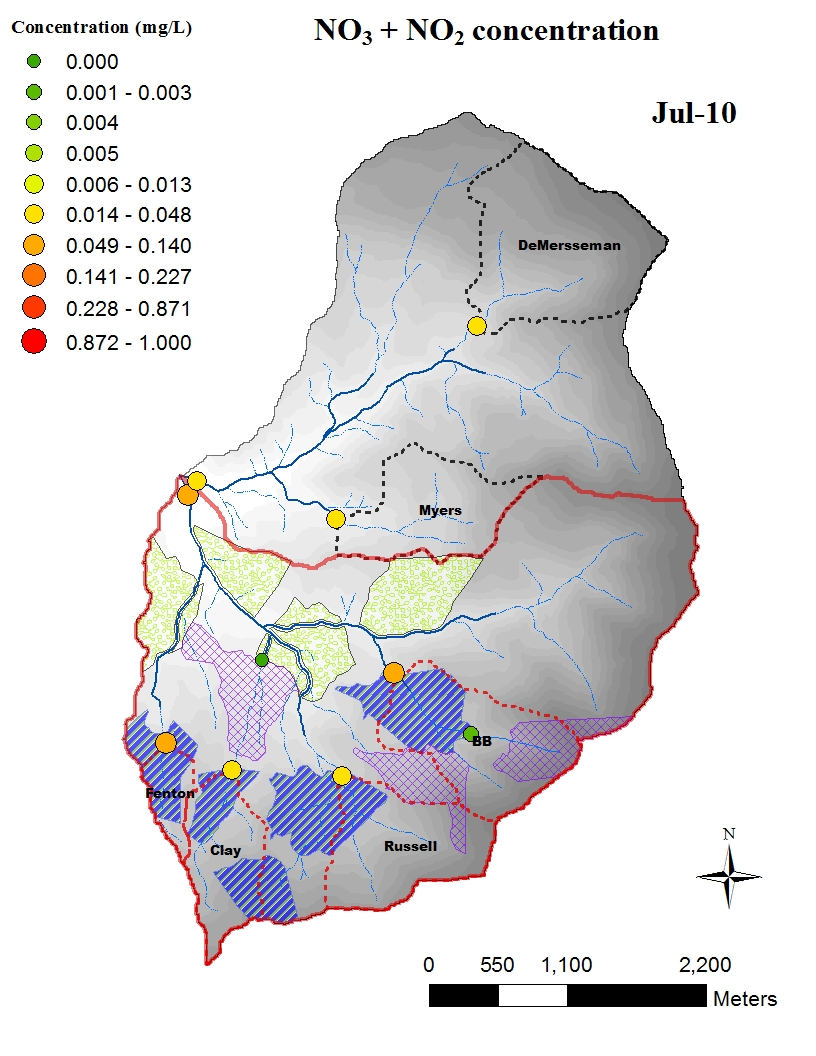 Concentration (mg/L)
NO₃ + NO₂ concentration
0.000
0.001 - 0.003
0.004
0.005
0.006 - 0.013
0.014 - 0.048
0.049 - 0.140
0.141 - 0.227
0.228 - 0.871
0.872 - 1.000
Jul-10
DeMersseman
Myers
BB
Fenton
Clay
Russell
N
0 550 1,100 2,200
Meters